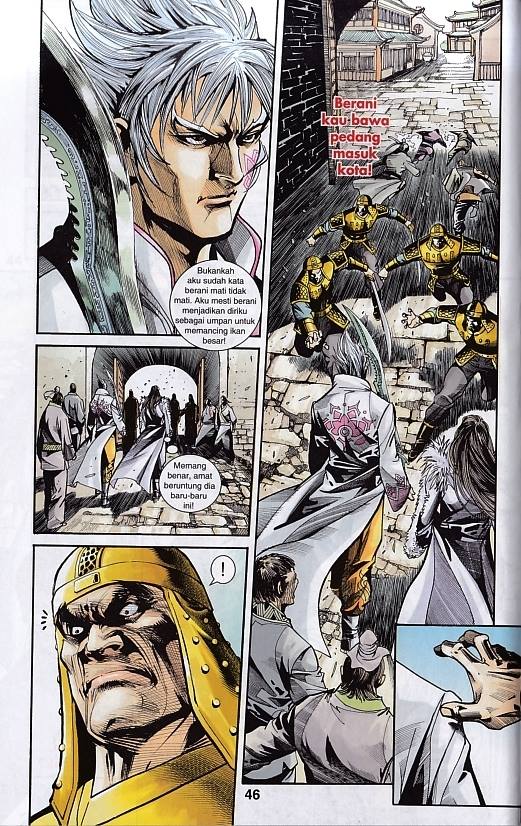 Bukankah
aku sudah kata
berani mati tidak
mati. Aku mesti berani
menjadikan diriku
sebagai umpan untuk
memancing ikan
besar!
Memang
benar, amat
beruntung dia
baru-baru
ini!
!
Berani
kau bawa
pedang
masuk
kota!
46